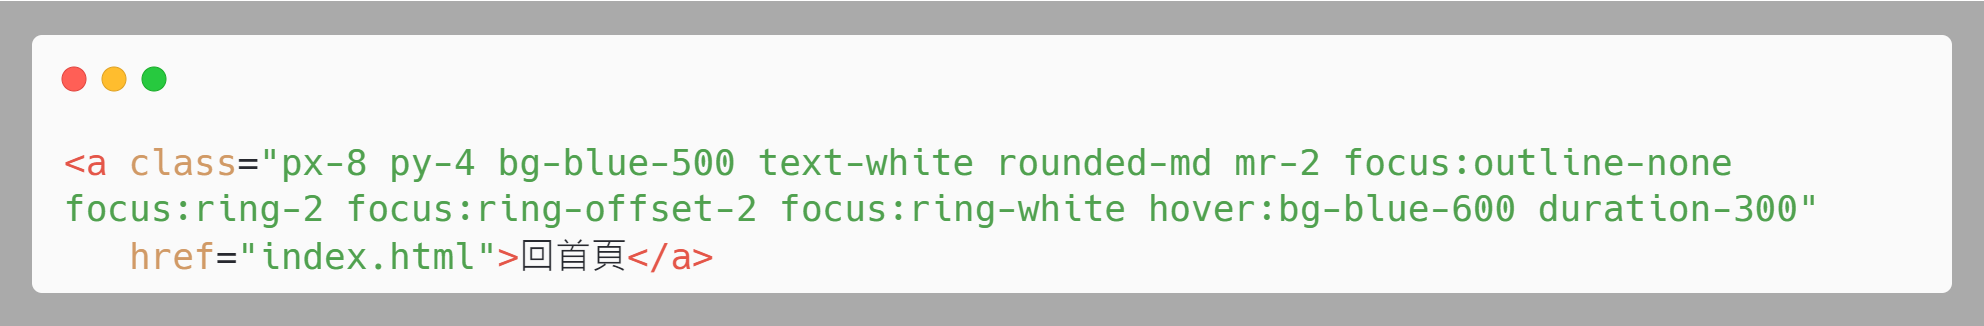 <a class="px-8 py-4 bg-blue-500 text-white rounded-md mr-2 focus:outline-none
focus:ring-2 focus:ring-offset-2 focus:ring-white hover:bg-blue-600 duration-300"
   href="index.html">回首頁</a>